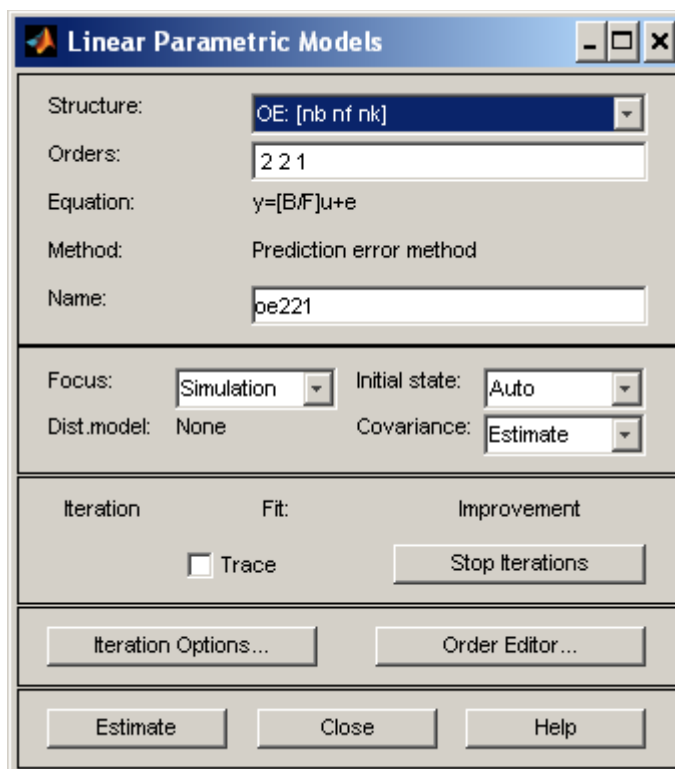 Linear Parametric Models
Structure: OE: [nb nf nk]
Orders: 2 2 1
Equation: y=[B/F]u+e
Method: Prediction error method
Name: oe221
Focus: Simulation Initial state: Auto
Dist.model: None Covariance: Estimate
Iteration Fit: Improvement
Trace Stop Iterations
Iteration Options... Order Editor...
Estimate Close Help